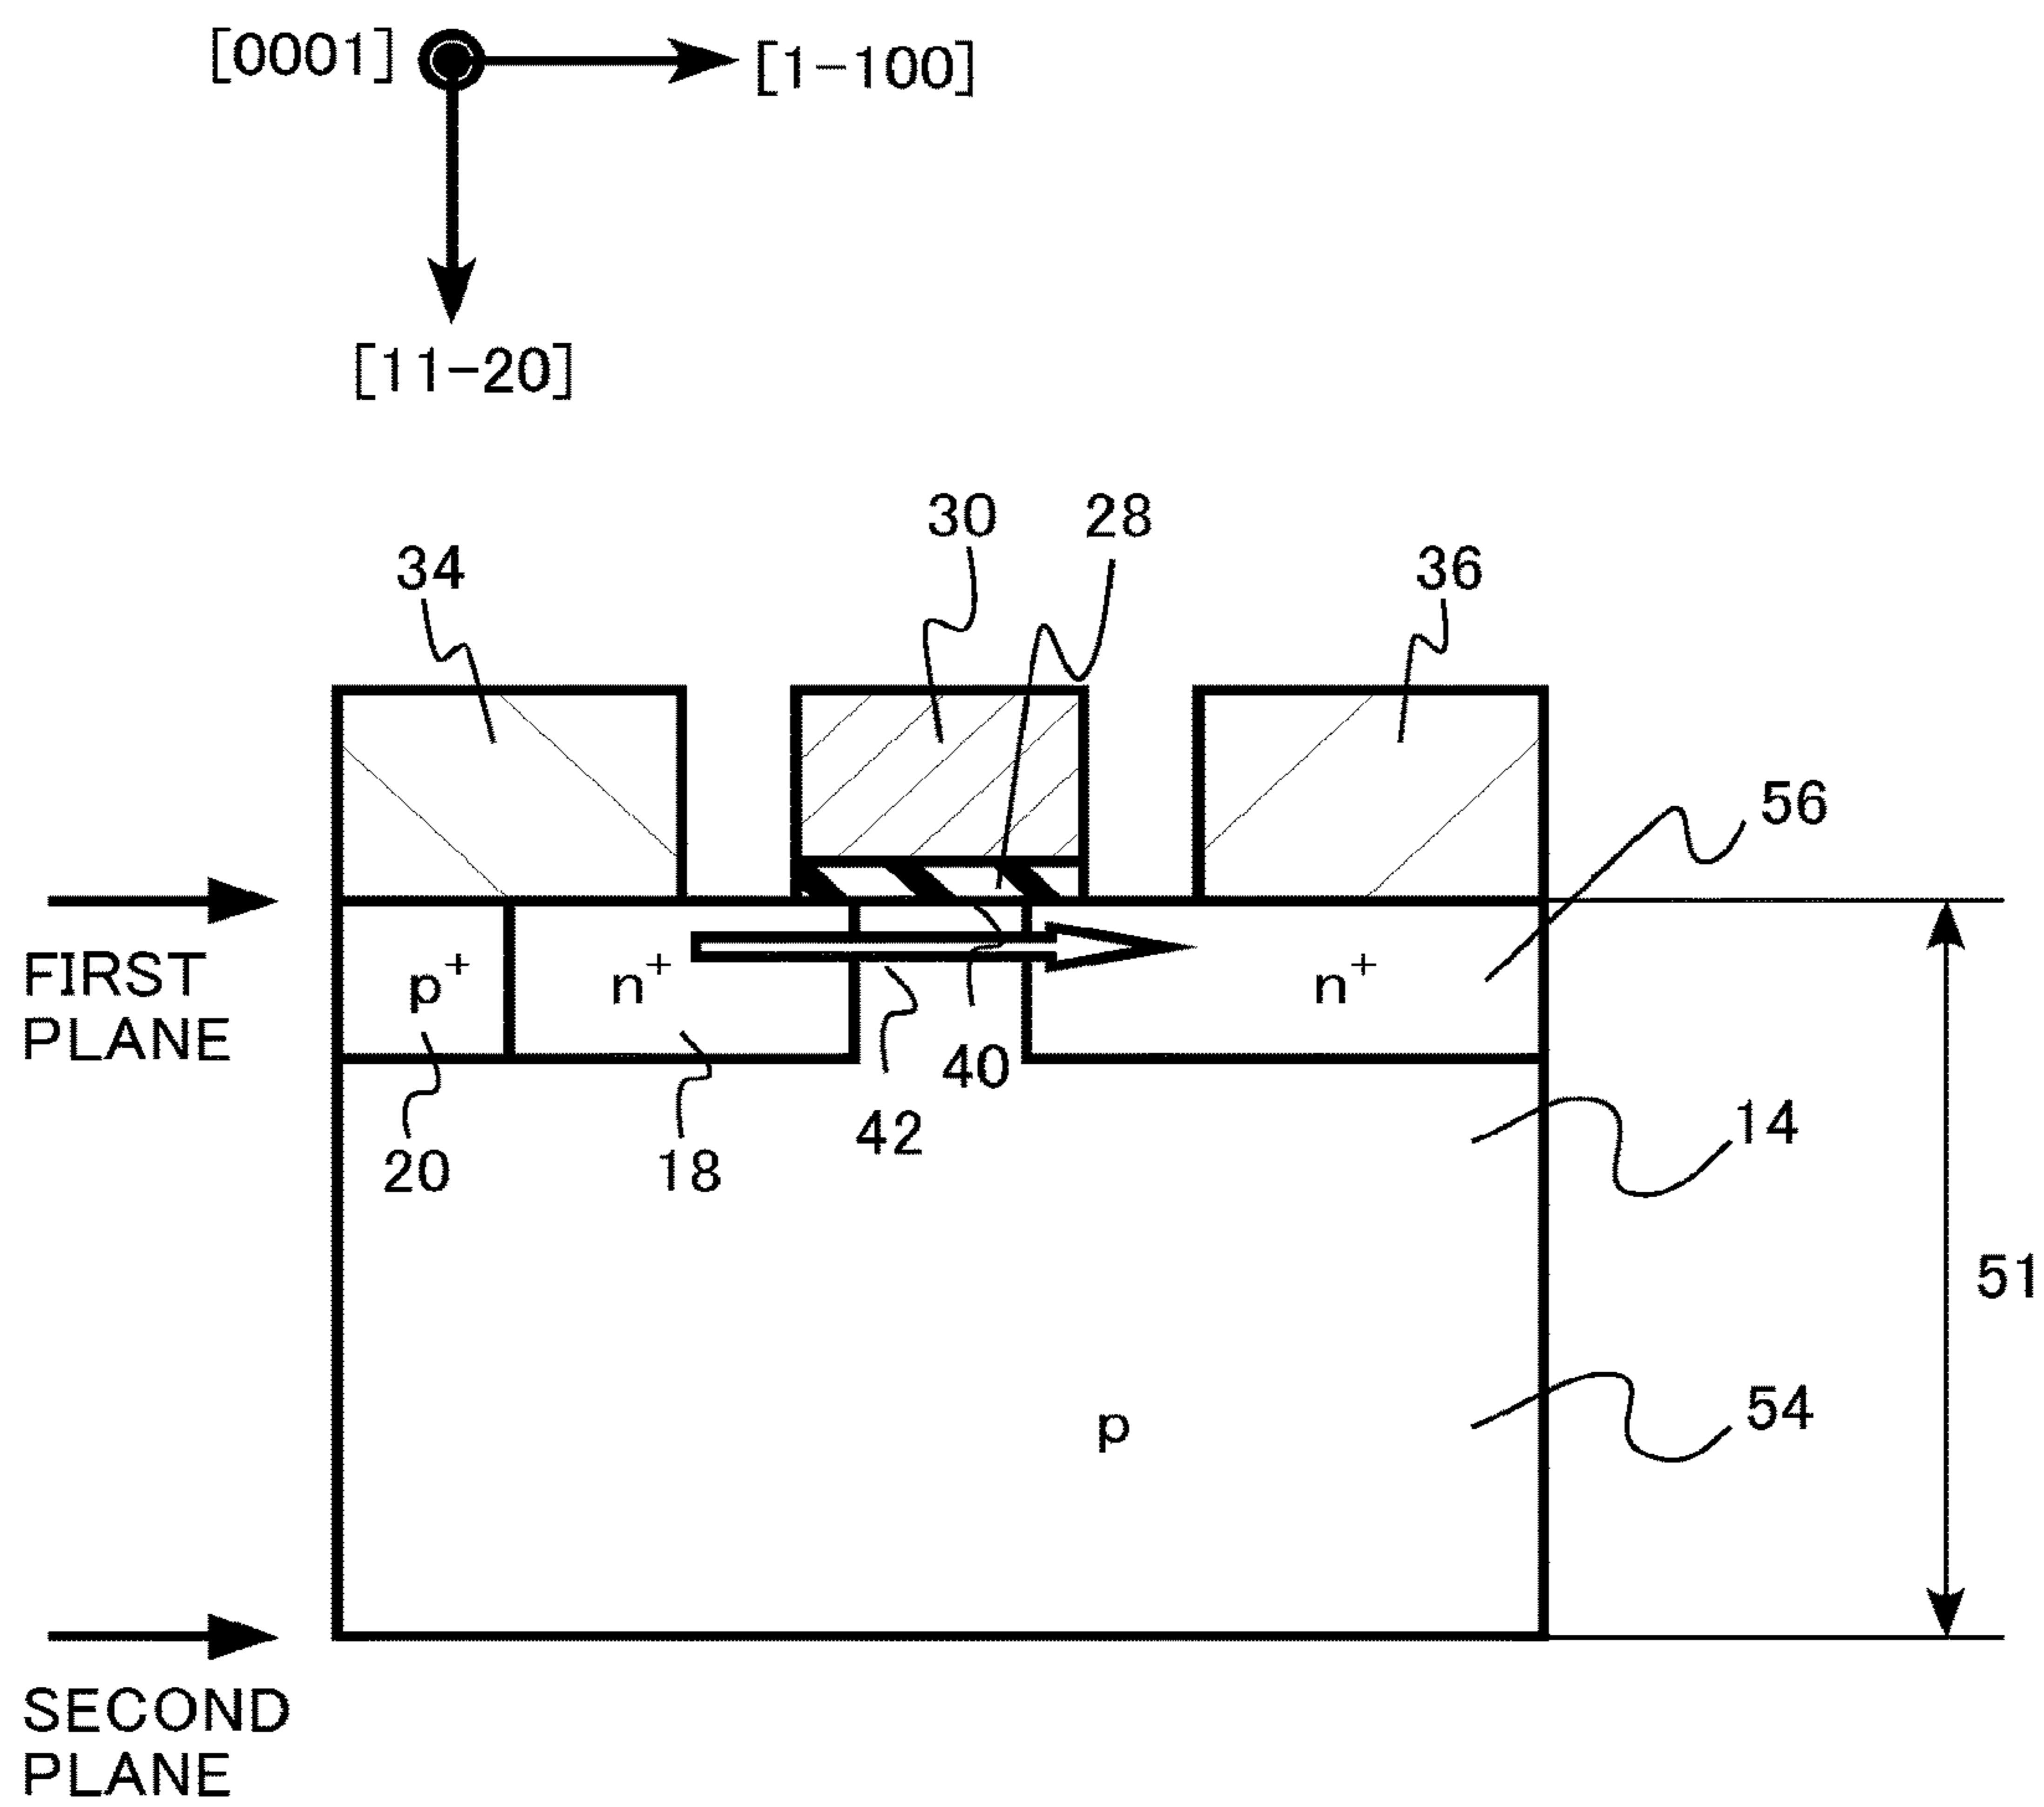 [0001]
[1-100]
[11-20]
30
28
34
36
56
FIRST
PLANE
p+
n+
n+
40
42
14
20
18
51
54
p
SECOND
PLANE